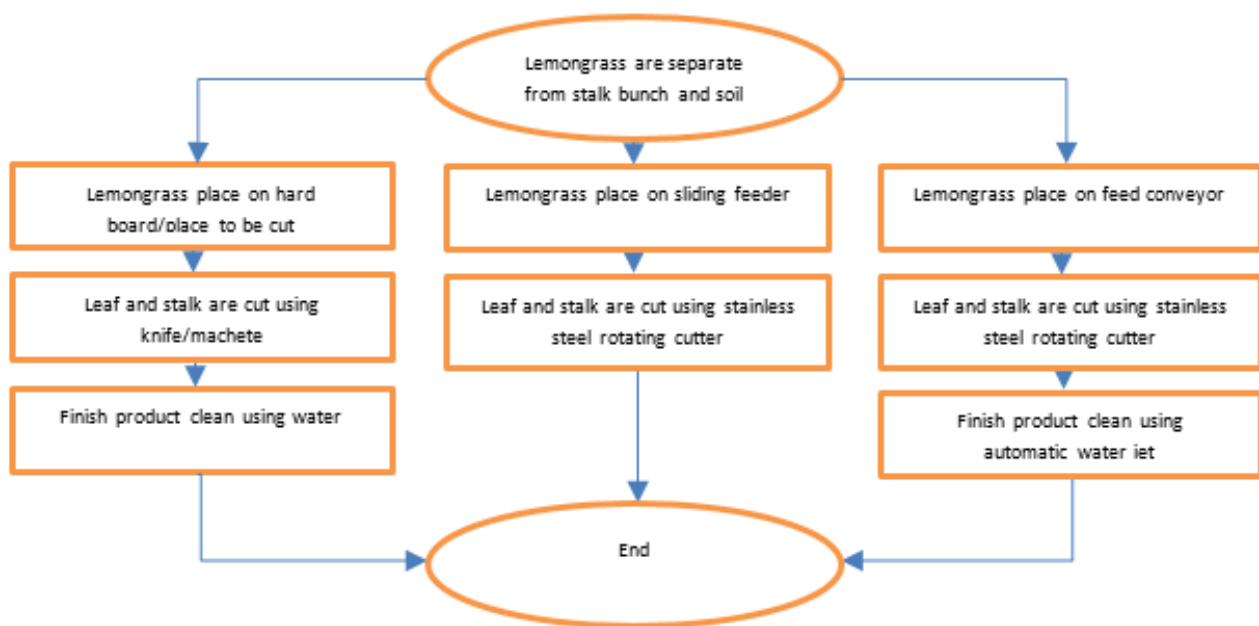 Lemongrass are separate
from stalk bunch and soil
Lemongrass place on hard
board/place to be cut
Lemongrass place on sliding feeder
Lemongrass place on feed conveyor
Leaf and stalk are cut using
knife/machete
Leaf and stalk are cut using stainless
steel rotating cutter
Leaf and stalk are cut using stainless
steel rotating cutter
Finish product clean using water
Finish product clean using
automatic water jet
End